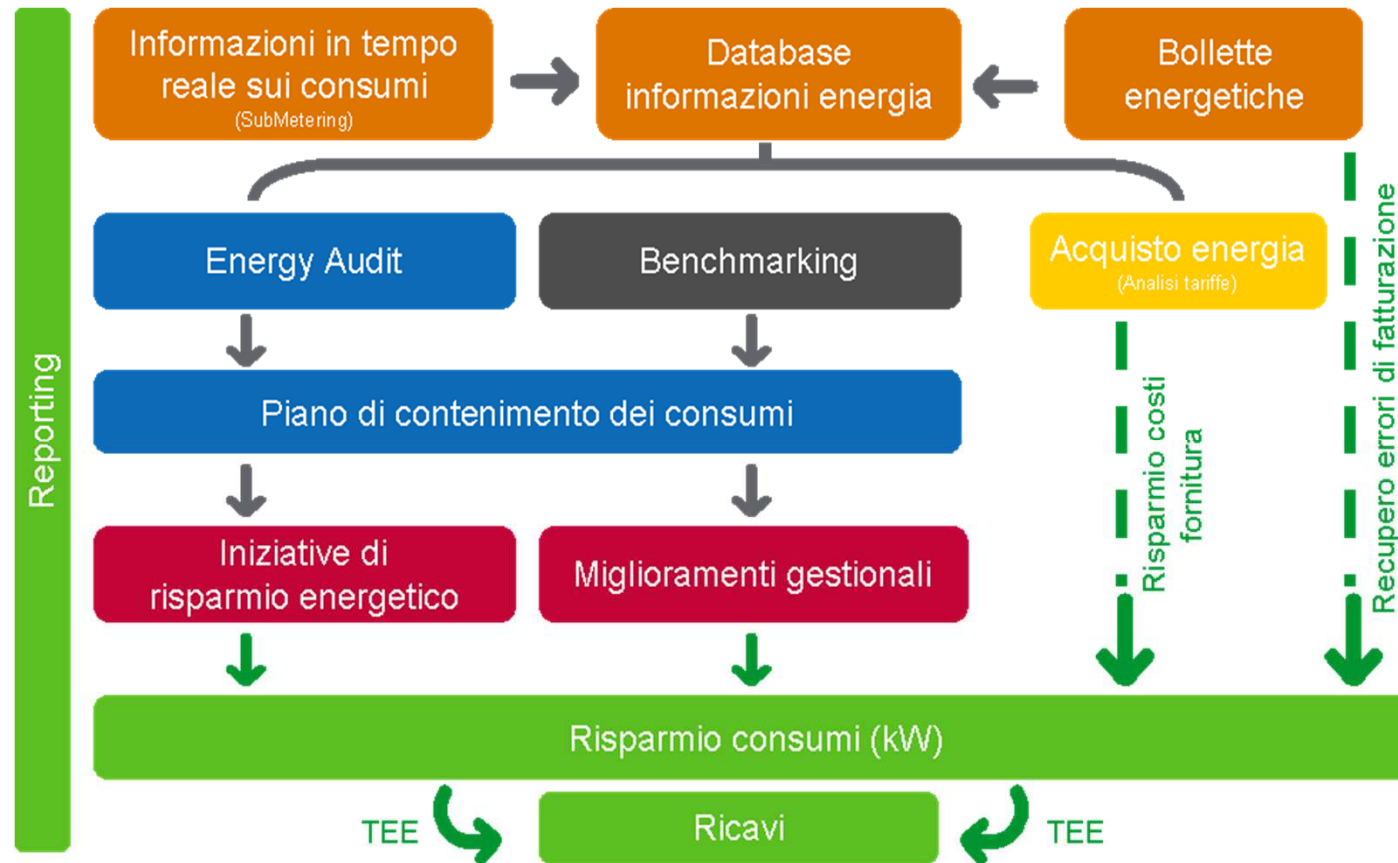 Reporting
Informazioni in tempo
reale sui consumi
(SubMetering)
Database
informazioni energia
Bollette
energetiche
Energy Audit
Benchmarking
Acquisto energia
(Analisi tariffe)
Piano di contenimento dei consumi
Risparmio costi
fornitura
Recupero errori di fatturazione
Iniziative di
risparmio energetico
Miglioramenti gestionali
Risparmio consumi (kW)
TEE
Ricavi
TEE